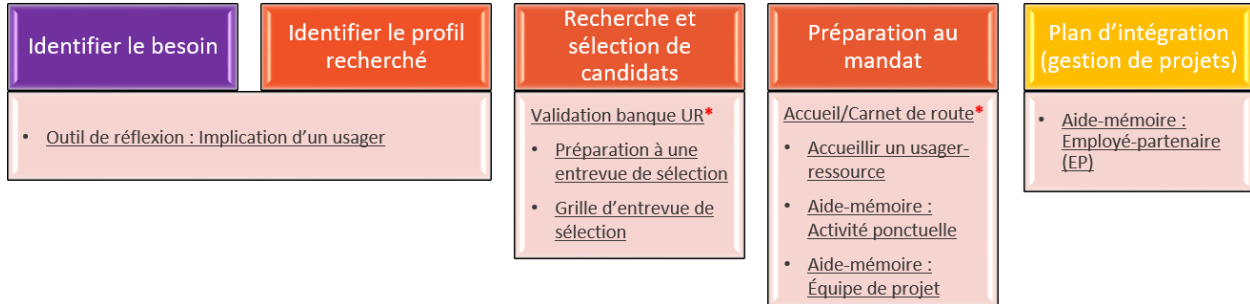 Identifier le besoin
Identifier le profil
recherché
Recherche et
sélection de
candidats
Préparation au
mandat
Plan d'intégration
(gestion de projets)
• Outil de réflexion : Implication d'un usager
Validation banque UR*
• Préparation à une
entrevue de sélection
• Grille d'entrevue de
sélection
Accueil/Carnet de route*
• Accueillir un usager-
ressource
• Aide-mémoire :
Activité ponctuelle
• Aide-mémoire :
Équipe de projet
• Aide-mémoire :
Employé-partenaire
(EP)